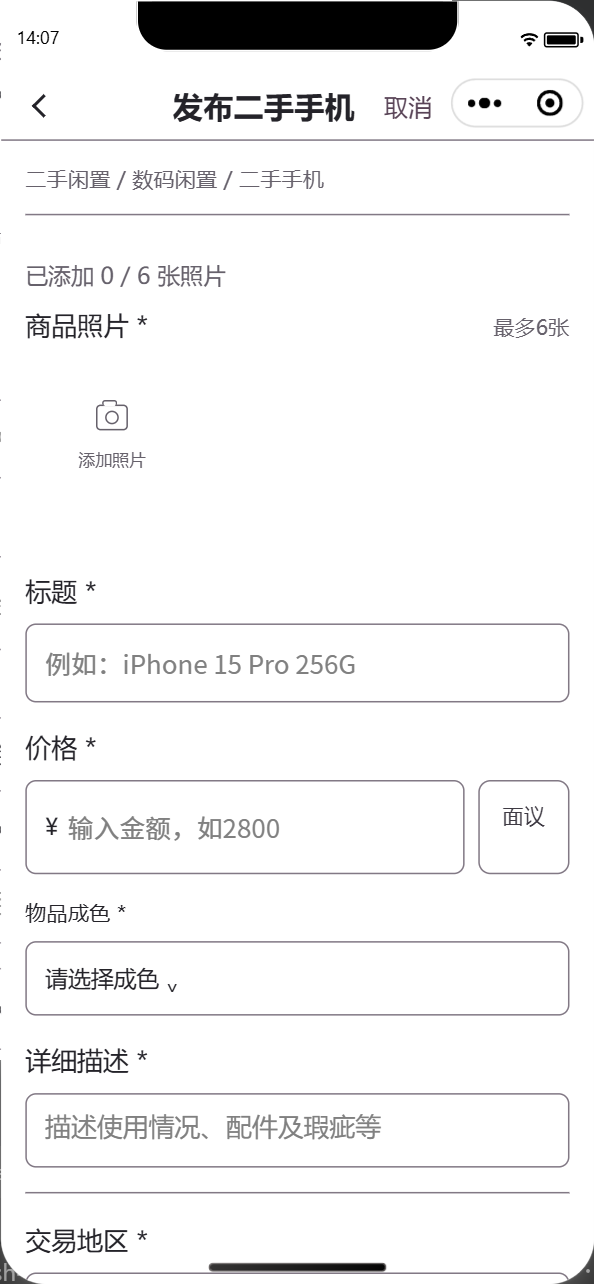 14:07
发布二手手机 取消
二手闲置 / 数码闲置 / 二手手机
已添加 0 / 6 张照片
商品照片 *
最多6张
添加照片
标题 *
例如：iPhone 15 Pro 256G
价格 *
¥ 输入金额，如2800
面议
物品成色 *
请选择成色 v
详细描述 *
描述使用情况、配件及瑕疵等
交易地区 *